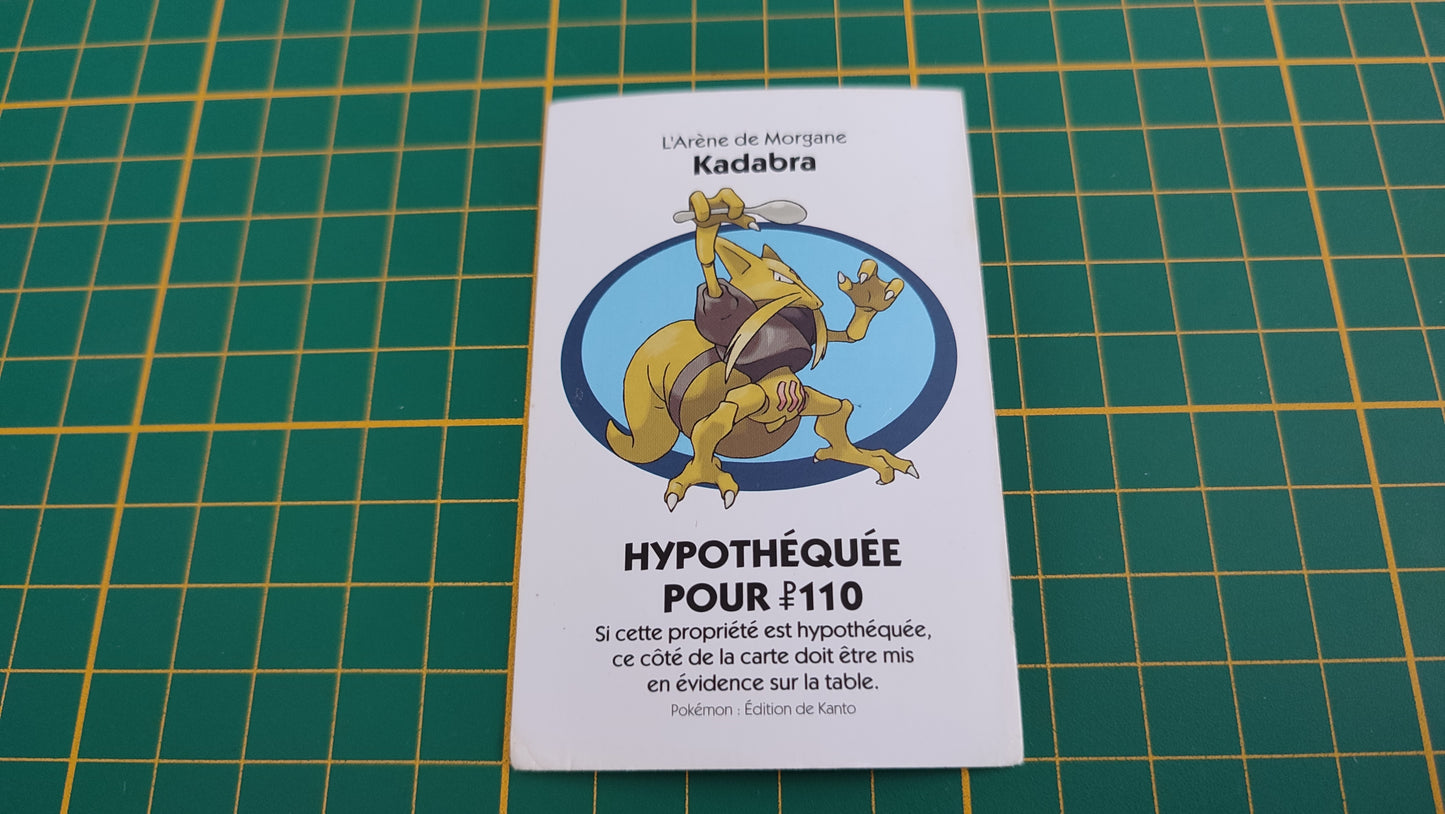 L'Arène de Morgane
Kadabra
HYPOTHÉQUÉE
POUR ₽110
Si cette propriété est hypothéquée,
ce côté de la carte doit être mis
en évidence sur la table.
Pokémon : Édition de Kanto